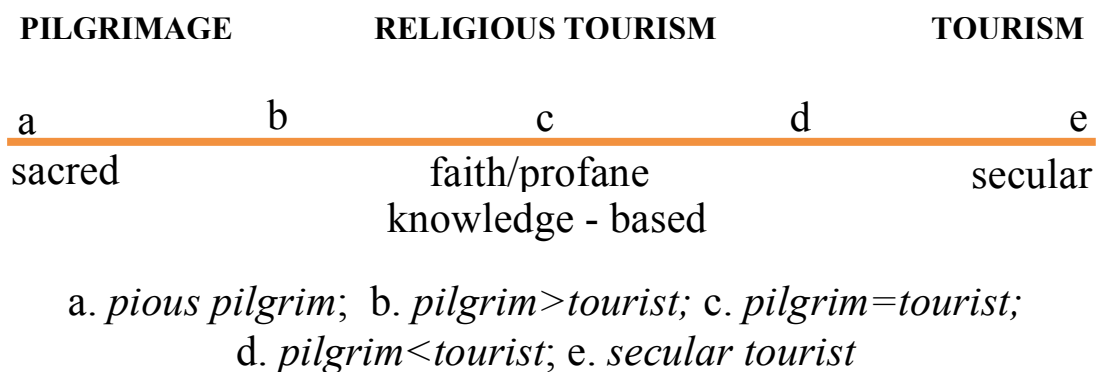 PILGRIMAGE RELIGIOUS TOURISM TOURISM
a b c d e
sacred faith/profane secular
knowledge - based
a. pious pilgrim; b. pilgrim>tourist; c. pilgrim=tourist;
d. pilgrim<tourist; e. secular tourist